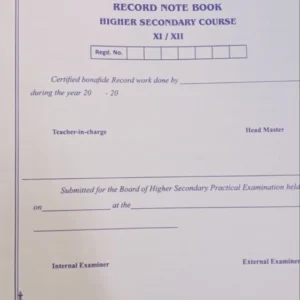 RECORD NOTE BOOK
HIGHER SECONDARY COURSE
XI / XII
Regd. No.
Certified bonafide Record work done by
during the year 20 - 20
Teacher-in-charge Head Master
Submitted for the Board of Higher Secondary Practical Examination held
on at the
Internal Examiner External Examiner